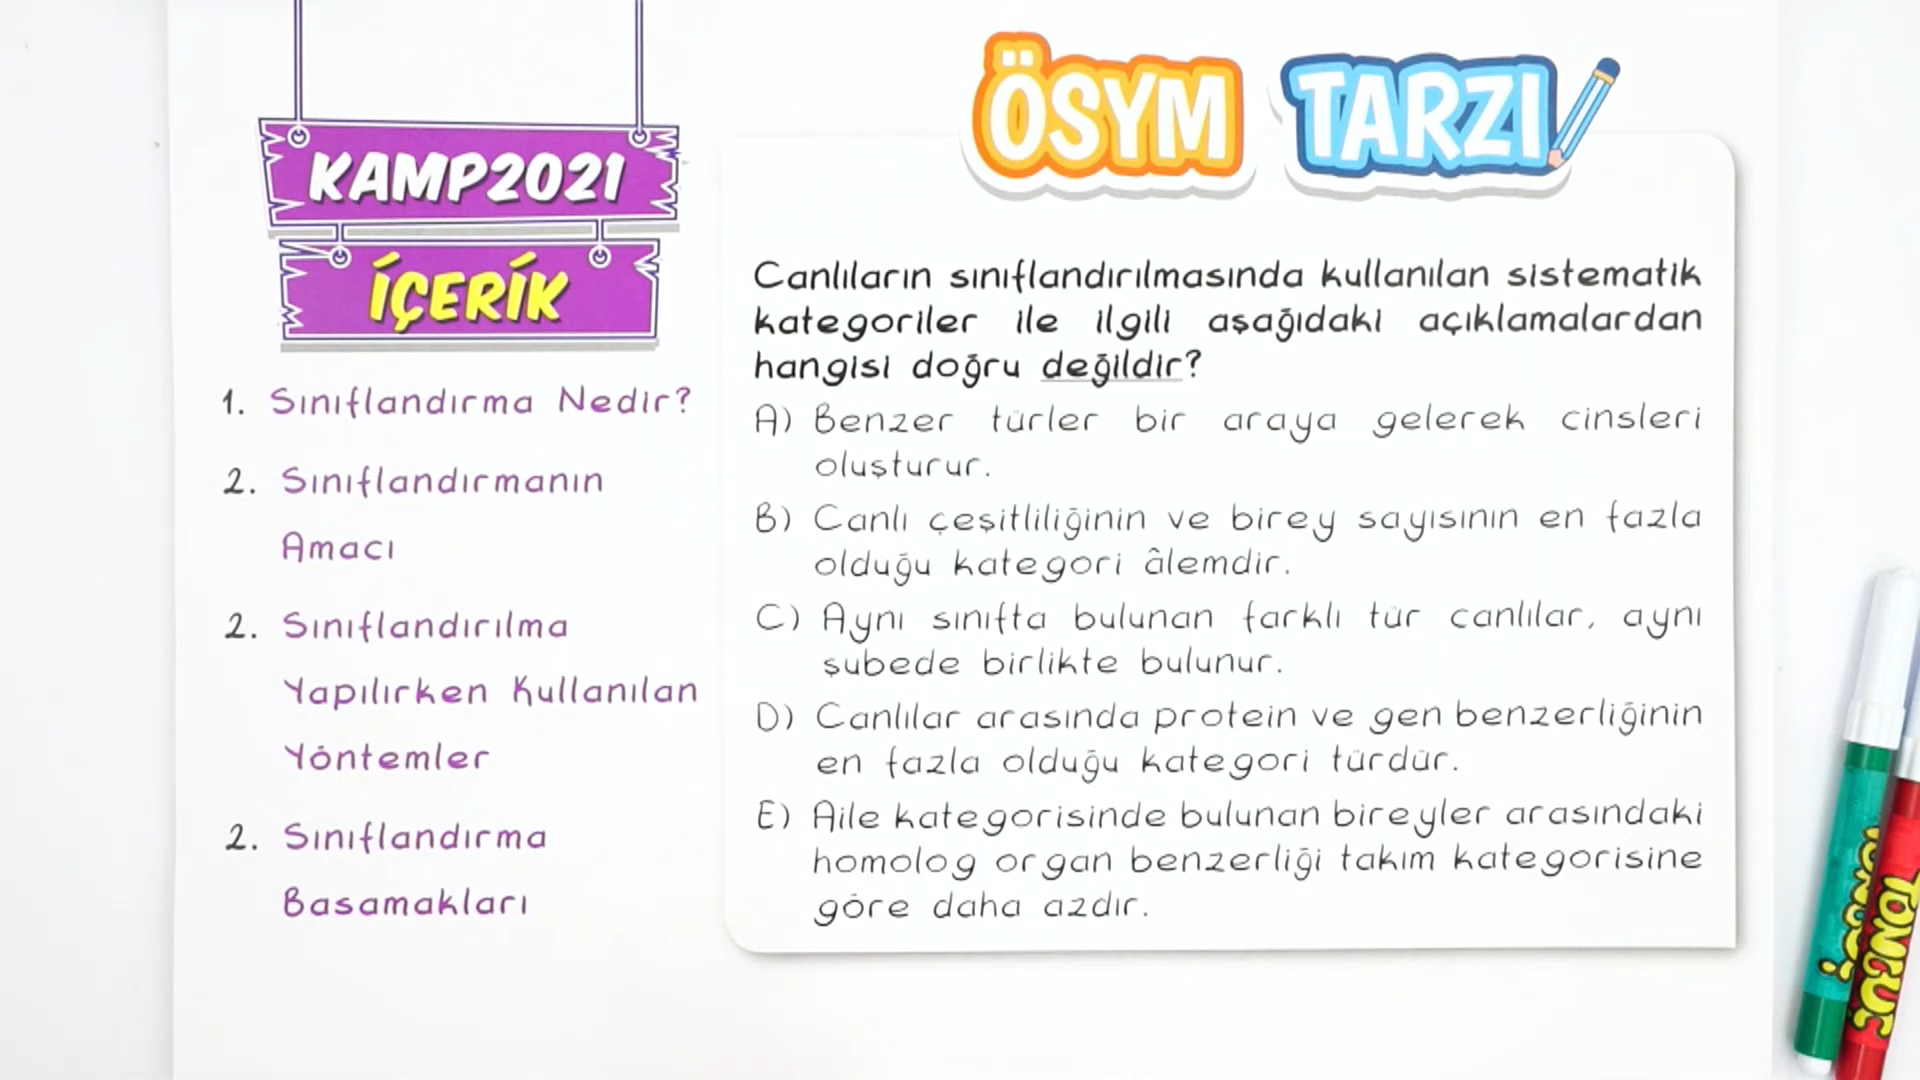 KAMP2021
İÇERİK
1. Sınıflandırma Nedir?
2. Sınıflandırmanın
Amacı
2. Sınıflandırılma
Yapılırken Kullanılan
Yöntemler
2. Sınıflandırma
Basamakları
ÖSYM TARZI
Canlıların sınıflandırılmasında kullanılan sistematik
kategoriler ile ilgili aşağıdaki açıklamalardan
hangisi doğru değildir?
A) Benzer türler bir araya gelerek cinsleri
oluşturur.
B) Canlı çeşitliliğinin ve birey sayısının en fazla
olduğu kategori âlemdir.
C) Aynı sınıfta bulunan farklı tür canlılar, aynı
şubede birlikte bulunur.
D) Canlılar arasında protein ve gen benzerliğinin
en fazla olduğu kategori türdür.
E) Aile kategorisinde bulunan bireyler arasındaki
homolog organ benzerliği takım kategorisine
göre daha azdır.
TONGUÇ